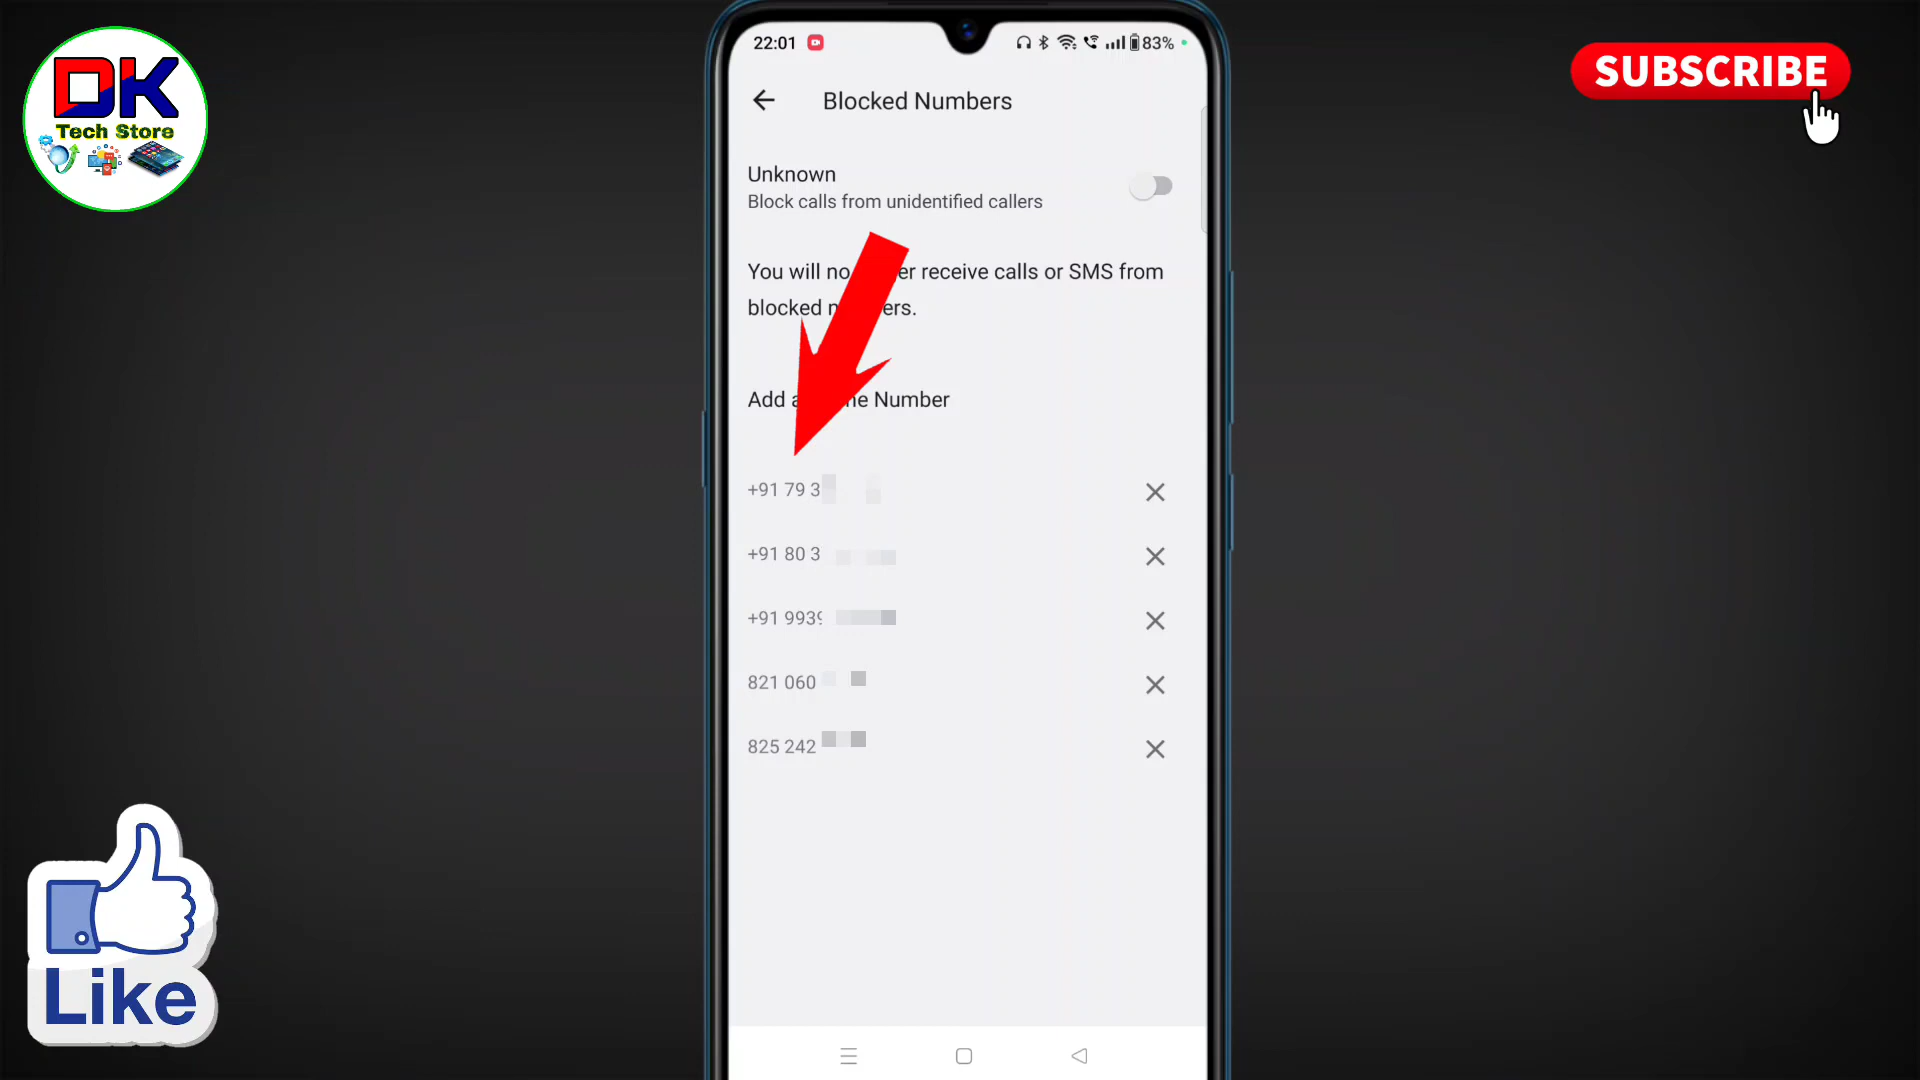 DK
Tech Store
SUBSCRIBE
22:01
83%
Blocked Numbers
Unknown
Block calls from unidentified callers
You will no er receive calls or SMS from
blocked n ers.
Add a ne Number
+91 79 3
+91 80 3
+91 9939
821 060
825 242
Like